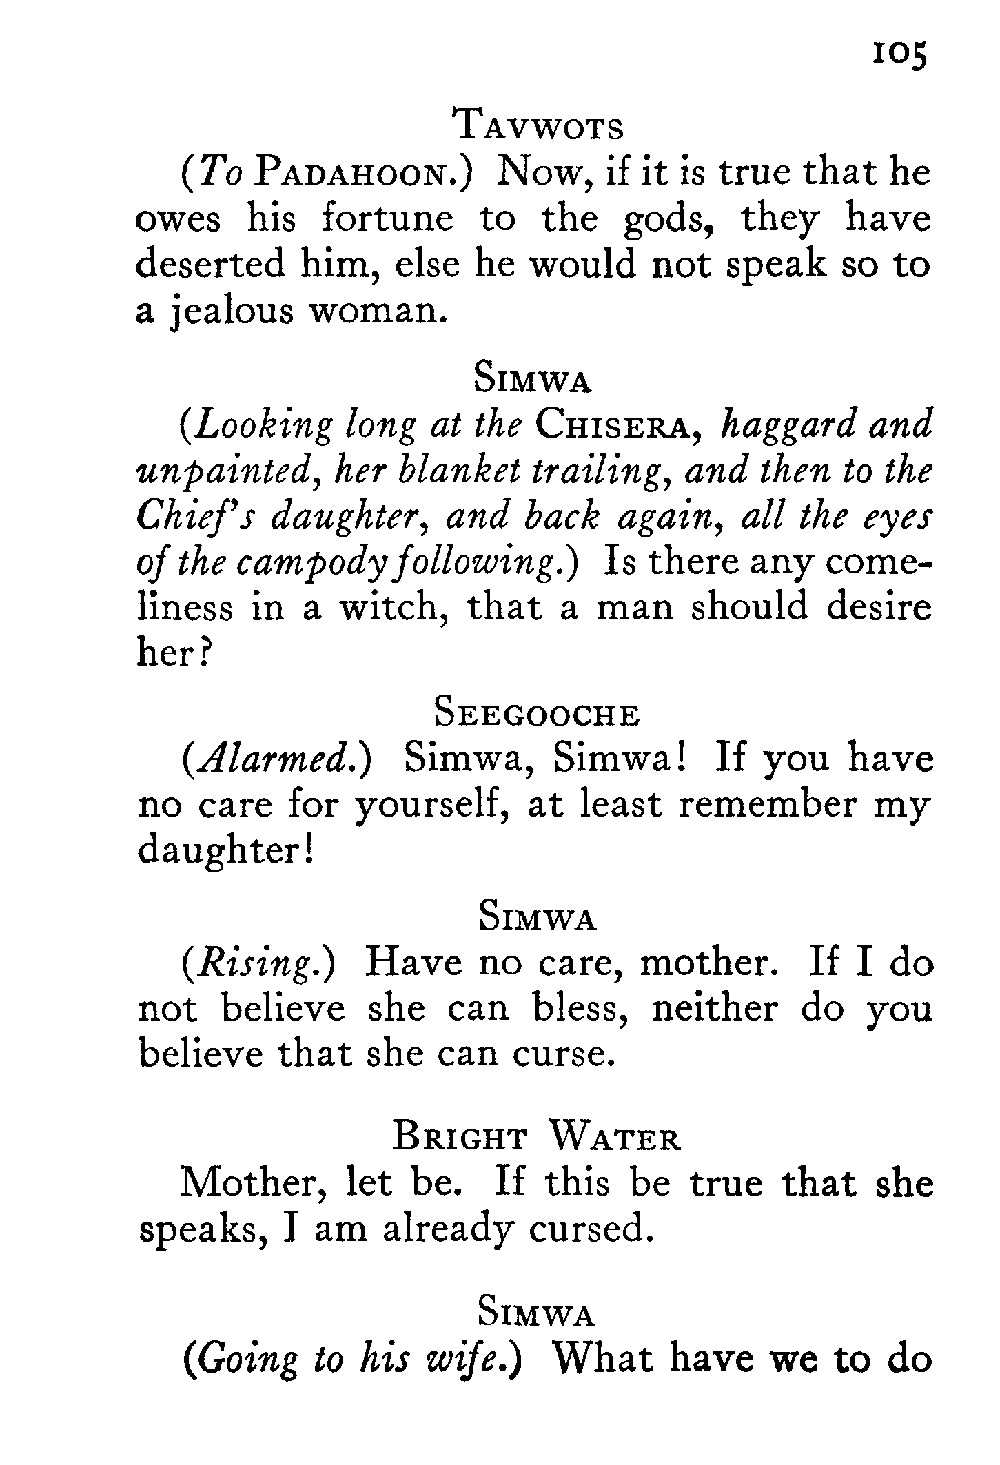 105
TAVWOTS
(To PADAHOON.) Now, if it is true that he
owes his fortune to the gods, they have
deserted him, else he would not speak so to
a jealous woman.
SIMWA
(Looking long at the CHISERA, haggard and
unpainted, her blanket trailing, and then to the
Chief's daughter, and back again, all the eyes
of the campody following.) Is there any come-
liness in a witch, that a man should desire
her?
SEEGOOCHE
(Alarmed.) Simwa, Simwa! If you have
no care for yourself, at least remember my
daughter!
SIMWA
(Rising.) Have no care, mother. If I do
not believe she can bless, neither do you
believe that she can curse.
BRIGHT WATER
Mother, let be. If this be true that she
speaks, I am already cursed.
SIMWA
(Going to his wife.) What have we to do